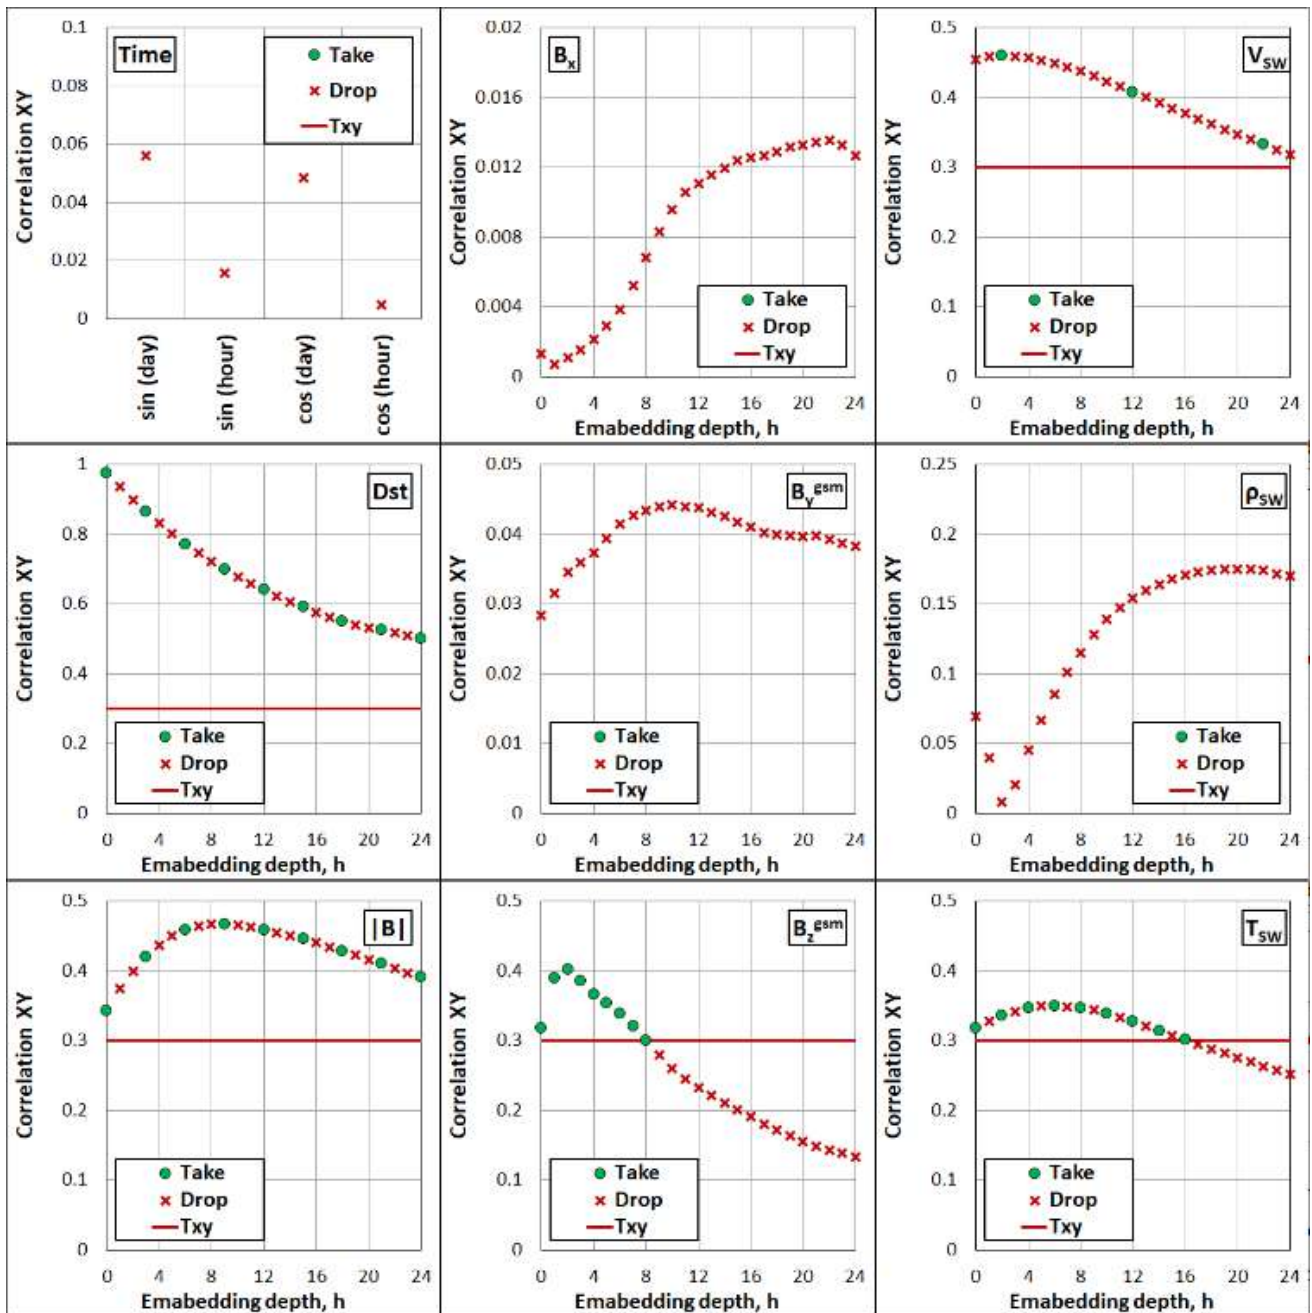 0.1
0.08
0.06
0.04
0.02
0
Correlation XY
Time
Take
Drop
Txy
sin (day)
sin (hour)
cos (day)
cos (hour)
0.02
0.016
0.012
0.008
0.004
0
Correlation XY
Bx
Take
Drop
Txy
0 4 8 12 16 20 24
Emabedding depth, h
0.5
0.4
0.3
0.2
0.1
0
Correlation XY
VSW
Take
Drop
Txy
0 4 8 12 16 20 24
Emabedding depth, h
1
0.8
0.6
0.4
0.2
0
Correlation XY
Dst
Take
Drop
Txy
0 4 8 12 16 20 24
Emabedding depth, h
0.05
0.04
0.03
0.02
0.01
0
Correlation XY
By gsm
Take
Drop
Txy
0 4 8 12 16 20 24
Emabedding depth, h
0.25
0.2
0.15
0.1
0.05
0
Correlation XY
ρSW
Take
Drop
Txy
0 4 8 12 16 20 24
Emabedding depth, h
0.5
0.4
0.3
0.2
0.1
0
Correlation XY
|B|
Take
Drop
Txy
0 4 8 12 16 20 24
Emabedding depth, h
0.5
0.4
0.3
0.2
0.1
0
Correlation XY
Bz gsm
Take
Drop
Txy
0 4 8 12 16 20 24
Emabedding depth, h
0.5
0.4
0.3
0.2
0.1
0
Correlation XY
TSW
Take
Drop
Txy
0 4 8 12 16 20 24
Emabedding depth, h